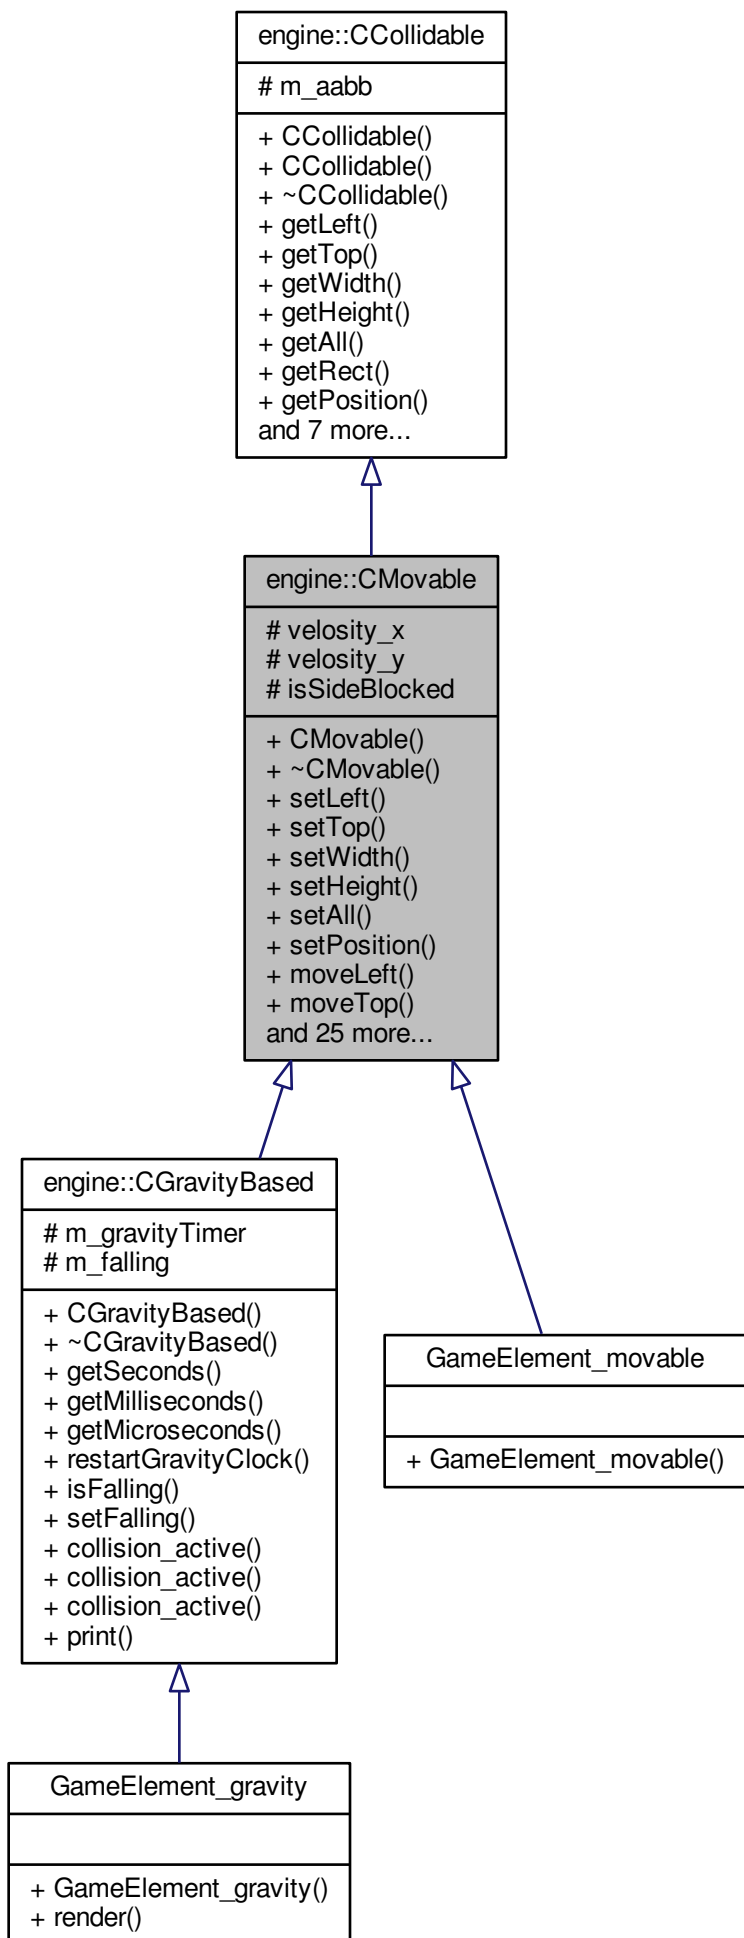 engine::CCollidable
# m_aabb
+ CCollidable()
+ CCollidable()
+ ~CCollidable()
+ getLeft()
+ getTop()
+ getWidth()
+ getHeight()
+ getAll()
+ getRect()
+ getPosition()
and 7 more...
engine::CMovable
# velosity_x
# velosity_y
# isSideBlocked
+ CMovable()
+ ~CMovable()
+ setLeft()
+ setTop()
+ setWidth()
+ setHeight()
+ setAll()
+ setPosition()
+ moveLeft()
+ moveTop()
and 25 more...
engine::CGravityBased
# m_gravityTimer
# m_falling
+ CGravityBased()
+ ~CGravityBased()
+ getSeconds()
+ getMilliseconds()
+ getMicroseconds()
+ restartGravityClock()
+ isFalling()
+ setFalling()
+ collision_active()
+ collision_active()
+ collision_active()
+ print()
GameElement_movable
+ GameElement_movable()
GameElement_gravity
+ GameElement_gravity()
+ render()